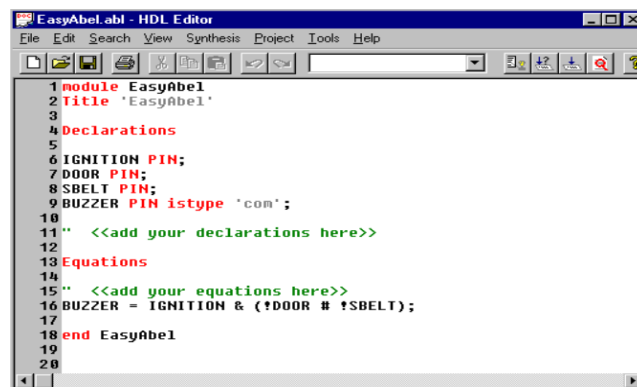 EasyAbel.abl - HDL Editor
File Edit Search View Synthesis Project Tools Help
1 module EasyAbel
2 Title 'EasyAbel'
3
4 Declarations
5
6 IGNITION PIN;
7 DOOR PIN;
8 SBELT PIN;
9 BUZZER PIN istype 'com';
10
11 " <<add your declarations here>>
12
13 Equations
14
15 " <<add your equations here>>
16 BUZZER = IGNITION & (!DOOR # !SBELT);
17
18 end EasyAbel
19
20